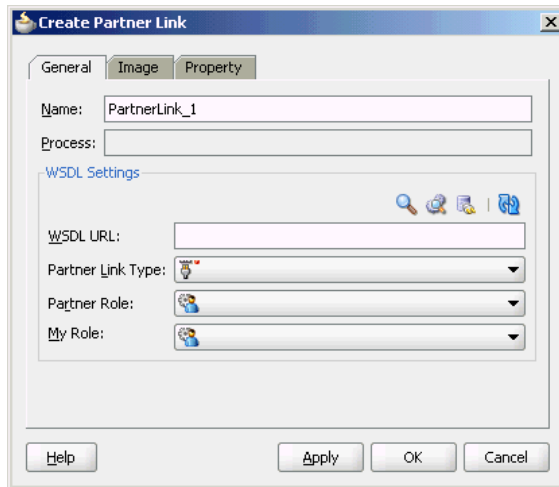 Create Partner Link
General Image Property
Name: PartnerLink_1
Process:
WSDL Settings
WSDL URL:
Partner Link Type:
Partner Role:
My Role:
Help Apply OK Cancel